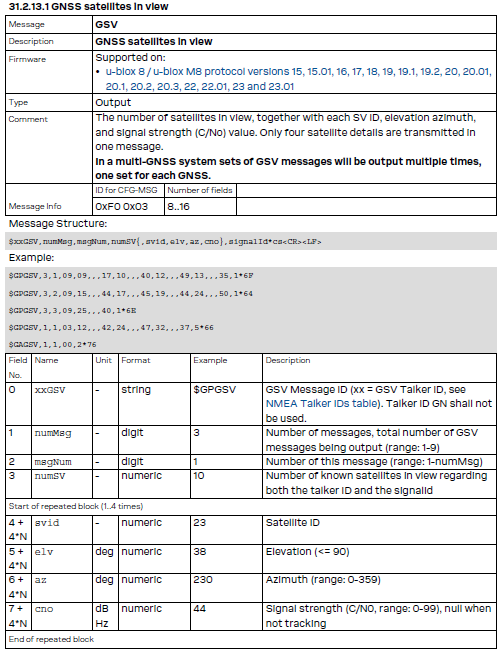 31.2.13.1 GNSS satellites in view
Message GSV
Description GNSS satellites in view
Firmware Supported on:
• u-blox 8 / u-blox M8 protocol versions 15, 15.01, 16, 17, 18, 19, 19.1, 19.2, 20, 20.01,
20.1, 20.2, 20.3, 22, 22.01, 23 and 23.01
Type Output
Comment The number of satellites in view, together with each SV ID, elevation azimuth,
and signal strength (C/No) value. Only four satellite details are transmitted in
one message.
In a multi-GNSS system sets of GSV messages will be output multiple times,
one set for each GNSS.
ID for CFG-MSG Number of fields
Message Info 0xF0 0x03 8..16
Message Structure:
$xxGSV,numMsg,msgNum,numSV{,svid,elv,az,cno},signalId*cs<CR><LF>
Example:
$GPGSV,3,1,09,09,,,17,10,,,40,12,,,49,13,,,35,1*6F
$GPGSV,3,2,09,15,,,44,17,,,45,19,,,44,24,,,50,1*64
$GPGSV,3,3,09,25,,,40,1*6E
$GPGSV,1,1,03,12,,,42,24,,,47,32,,,37,5*66
$GAGSV,1,1,00,2*76
Field Name Unit Format Example Description
No.
0 xxGSV - string $GPGSV GSV Message ID (xx = GSV Talker ID, see
NMEA Talker IDs table). Talker ID GN shall not
be used.
1 numMsg - digit 3 Number of messages, total number of GSV
messages being output (range: 1-9)
2 msgNum - digit 1 Number of this message (range: 1-numMsg)
3 numSV - numeric 10 Number of known satellites in view regarding
both the talker ID and the signalId
Start of repeated block (1..4 times)
4 + svid - numeric 23 Satellite ID
4*N
5 + elv deg numeric 38 Elevation (<= 90)
4*N
6 + az deg numeric 230 Azimuth (range: 0-359)
4*N
7 + cno dB numeric 44 Signal strength (C/N0, range: 0-99), null when
4*N Hz not tracking
End of repeated block